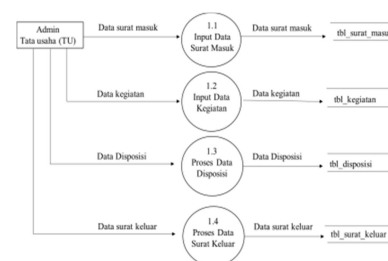 Admin
Tata usaha (TU)
Data surat masuk
1.1
Input Data
Surat Masuk
Data surat masuk
tbl_surat_masu
Data kegiatan
1.2
Input Data
Kegiatan
Data kegiatan
tbl_kegiatan
Data Disposisi
1.3
Proses Data
Disposisi
Data Disposisi
tbl_disposisi
Data surat keluar
1.4
Proses Data
Surat Keluar
Data surat keluar
tbl_surat_keluar